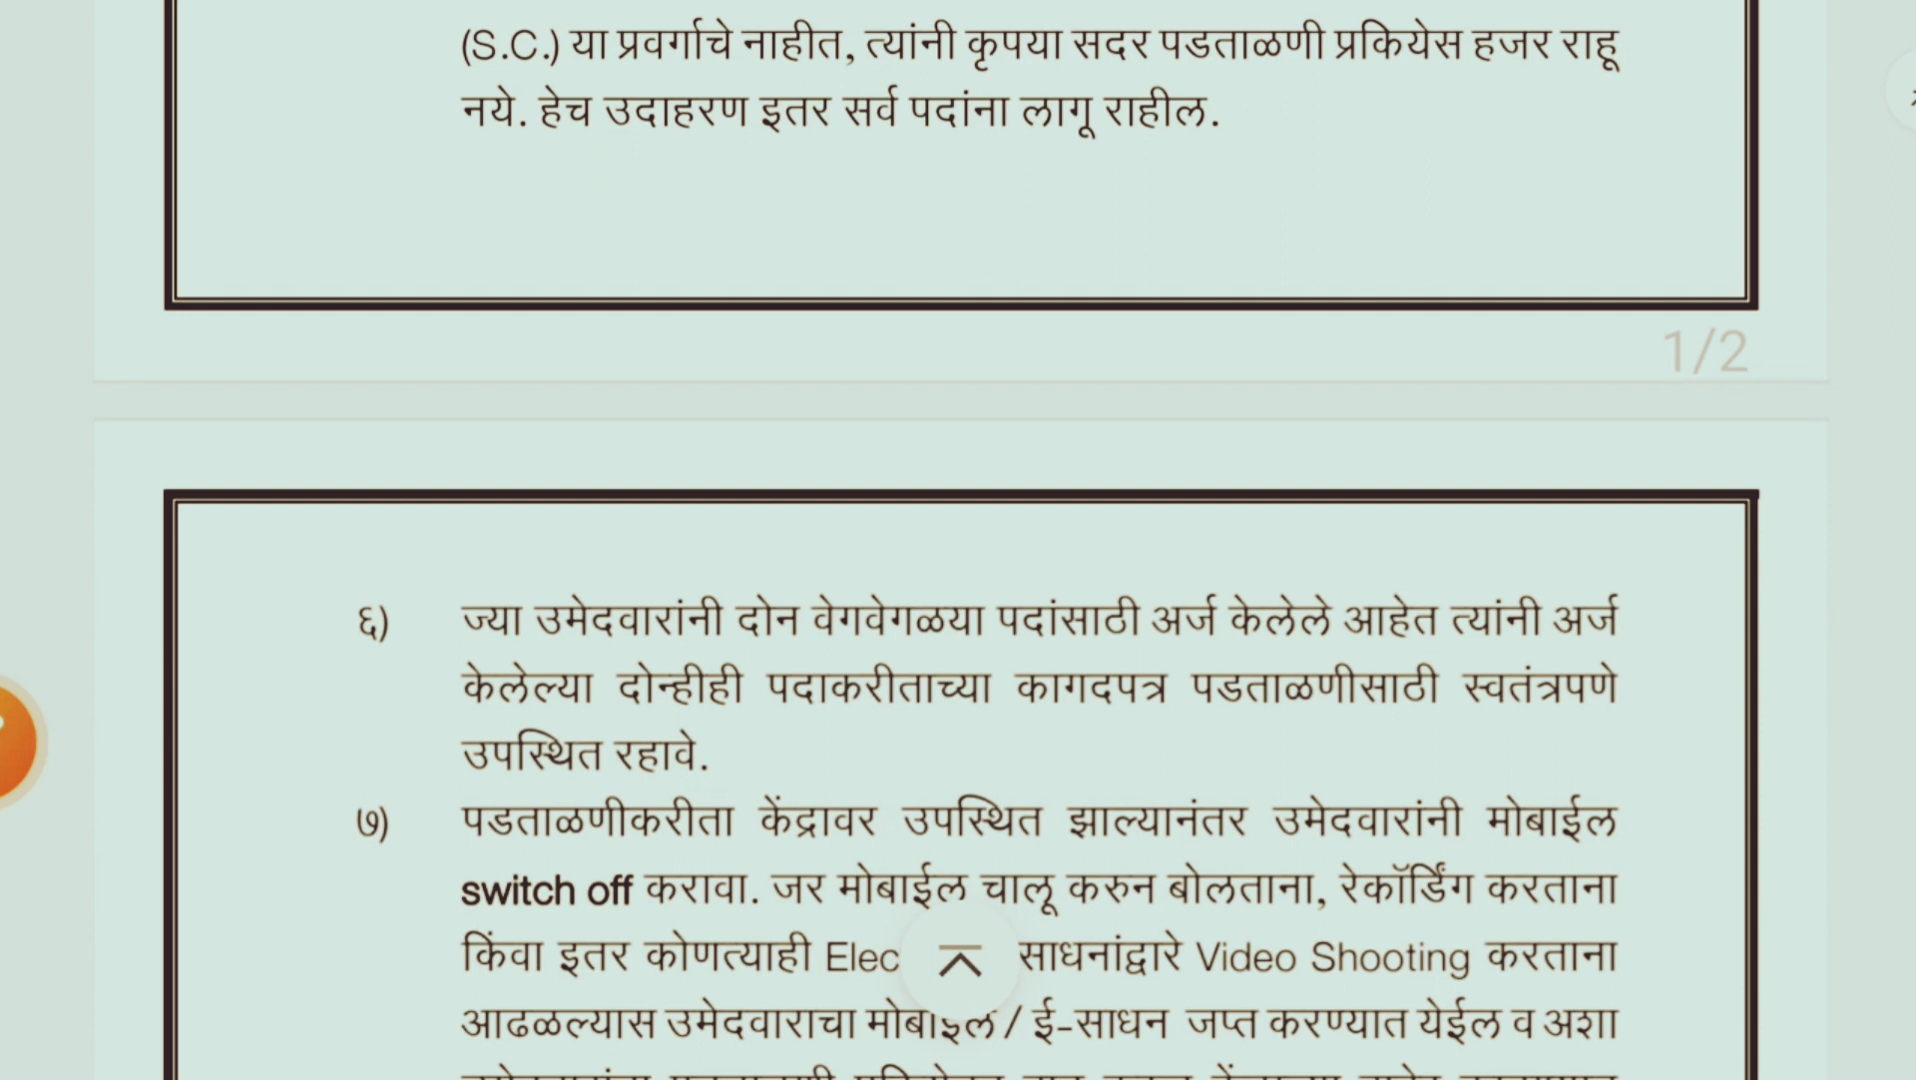 (S.C.) या प्रवर्गाचे नाहीत, त्यांनी कृपया सदर पडताळणी प्रकियेस हजर राहू
नये. हेच उदाहरण इतर सर्व पदांना लागू राहील.
1/2
६) ज्या उमेदवारांनी दोन वेगवेगळया पदांसाठी अर्ज केलेले आहेत त्यांनी अर्ज
केलेल्या दोन्हीही पदाकरीताच्या कागदपत्र पडताळणीसाठी स्वतंत्रपणे
उपस्थित रहावे.
७) पडताळणीकरीता केंद्रावर उपस्थित झाल्यानंतर उमेदवारांनी मोबाईल
switch off करावा. जर मोबाईल चालू करुन बोलताना, रेकॉर्डिंग करताना
किंवा इतर कोणत्याही Elec साधनांद्वारे Video Shooting करताना
आढळल्यास उमेदवाराचा मोबाईल / ई-साधन जप्त करण्यात येईल व अशा